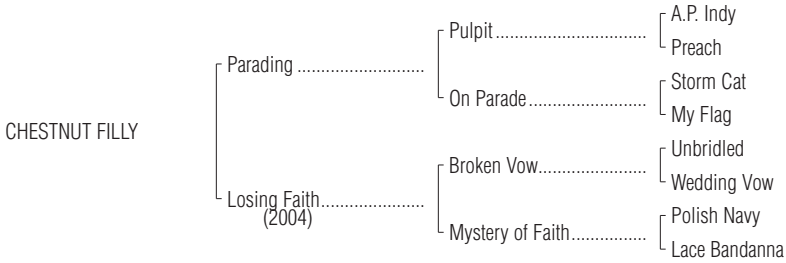 A.P. Indy
Pulpit..............................
Preach
Parading .........................
Storm Cat
On Parade.......................
My Flag
CHESTNUT FILLY
Unbridled
Broken Vow.....................
Wedding Vow
Losing Faith....................
(2004)
Polish Navy
Mystery of Faith...............
Lace Bandanna